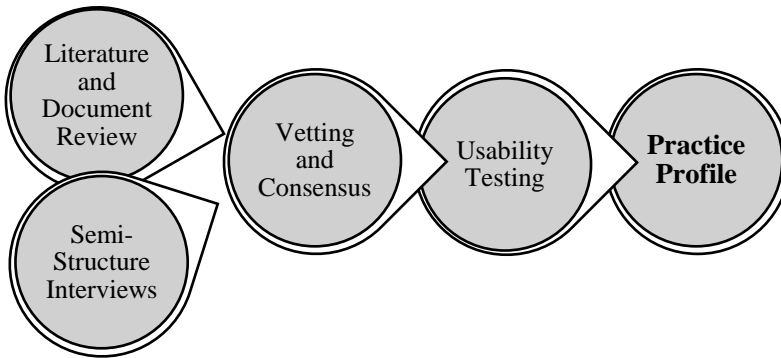 Literature
and
Document
Review
Semi-
Structure
Interviews
Vetting
and
Consensus
Usability
Testing
Practice
Profile